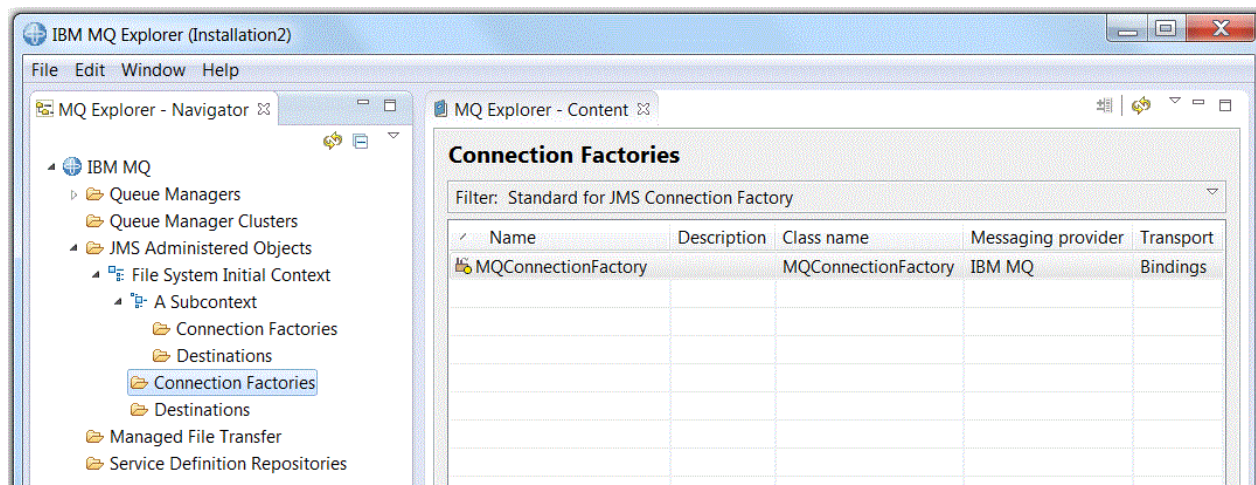 IBM MQ Explorer (Installation2)
File Edit Window Help
MQ Explorer - Navigator
IBM MQ
Queue Managers
Queue Manager Clusters
JMS Administered Objects
File System Initial Context
A Subcontext
Connection Factories
Destinations
Connection Factories
Destinations
Managed File Transfer
Service Definition Repositories
MQ Explorer - Content
Connection Factories
Filter: Standard for JMS Connection Factory
Name Description Class name Messaging provider Transport
MQConnectionFactory MQConnectionFactory IBM MQ Bindings